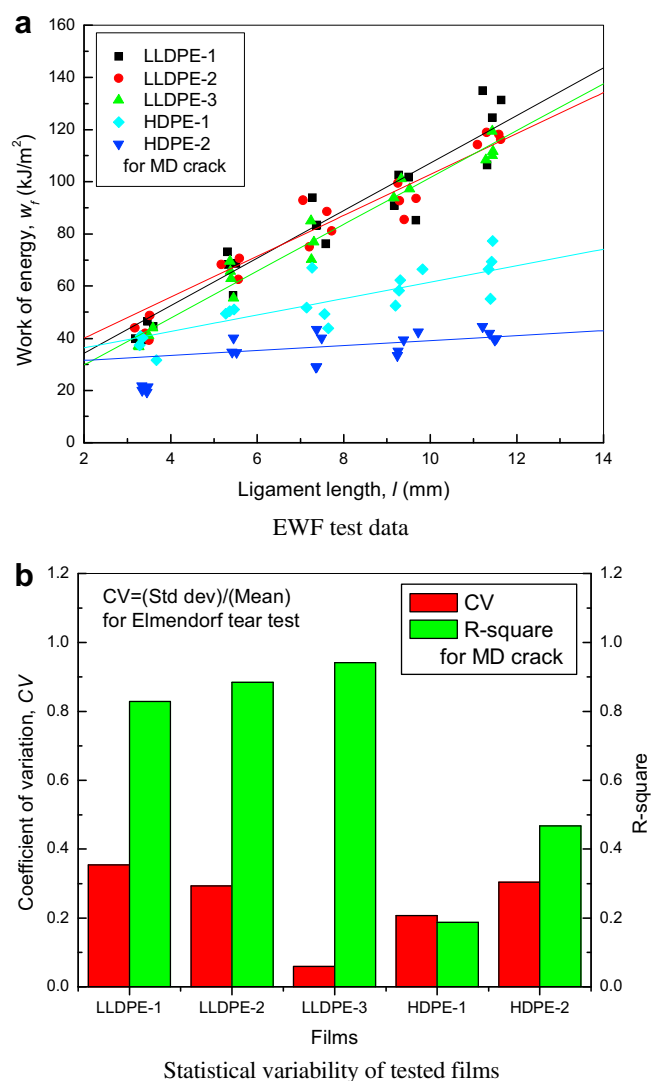 a
LLDPE-1
LLDPE-2
LLDPE-3
HDPE-1
HDPE-2
for MD crack
160
140
120
100
80
60
40
20
0
Work of energy, w_f (kJ/m²)
2 4 6 8 10 12 14
Ligament length, l (mm)
EWF test data
b
CV=(Std dev)/(Mean)
for Elmendorf tear test
CV
R-square
for MD crack
1.2
1.0
0.8
0.6
0.4
0.2
0.0
Coefficient of variation, CV
1.2
1.0
0.8
0.6
0.4
0.2
0.0
R-square
LLDPE-1 LLDPE-2 LLDPE-3 HDPE-1 HDPE-2
Films
Statistical variability of tested films